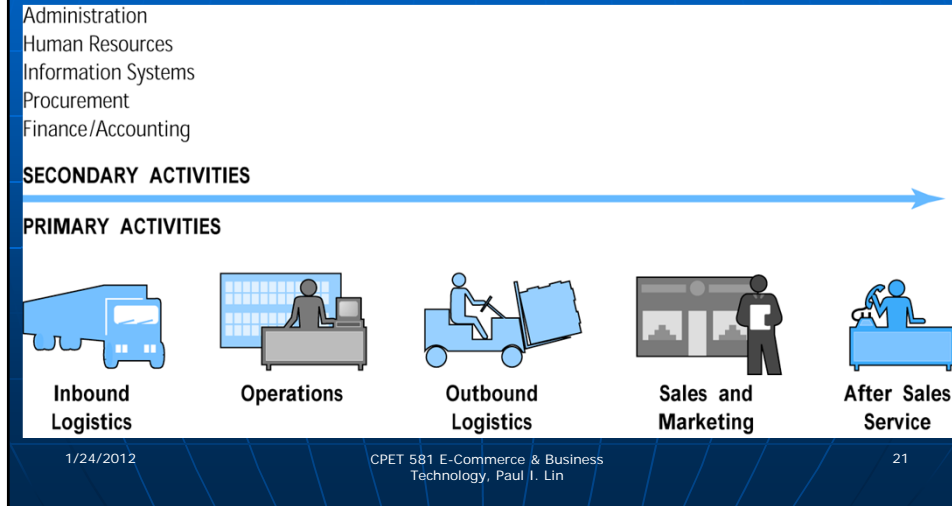 Administration
Human Resources
Information Systems
Procurement
Finance/Accounting
SECONDARY ACTIVITIES
PRIMARY ACTIVITIES
Inbound
Logistics
Operations
Outbound
Logistics
Sales and
Marketing
After Sales
Service
1/24/2012
CPET 581 E-Commerce & Business
Technology, Paul I. Lin
21